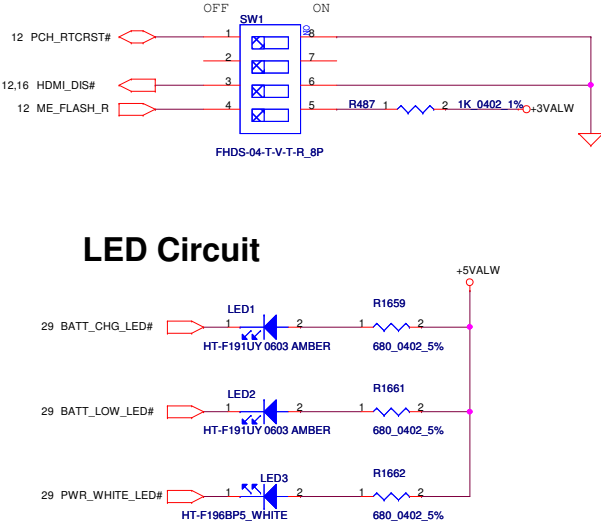 OFF ON
SW1
ON
12 PCH_RTCRST# 1 8
2 7
12,16 HDMI_DIS# 3 6
12 ME_FLASH_R 4 5 R487 1 2 1K_0402_1% +3VALW
FHDS-04-T-V-T-R_8P
LED Circuit
+5VALW
LED1 R1659
29 BATT_CHG_LED# 1 2 1 2
HT-F191UY 0603 AMBER 680_0402_5%
LED2 R1661
29 BATT_LOW_LED# 1 2 1 2
HT-F191UY 0603 AMBER 680_0402_5%
LED3 R1662
29 PWR_WHITE_LED# 1 2 1 2
HT-F196BP5_WHITE 680_0402_5%